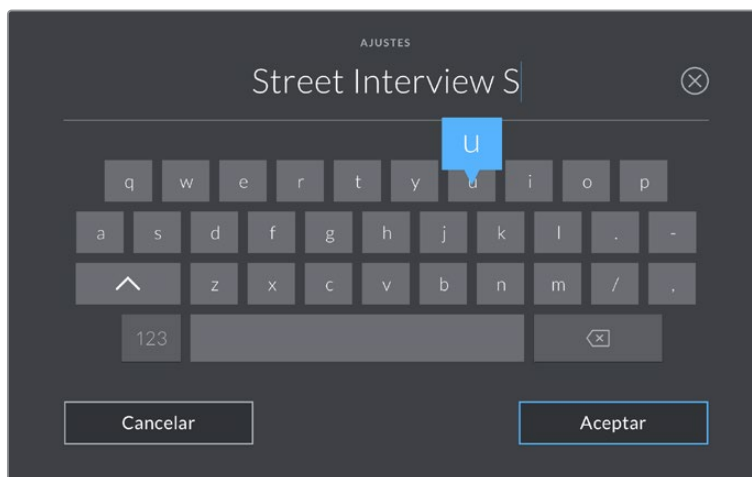 AJUSTES
Street Interview S
u
q w e r t y u i o p
a s d f g h j k l . -
z x c v b n m / ,
123
Cancelar Aceptar